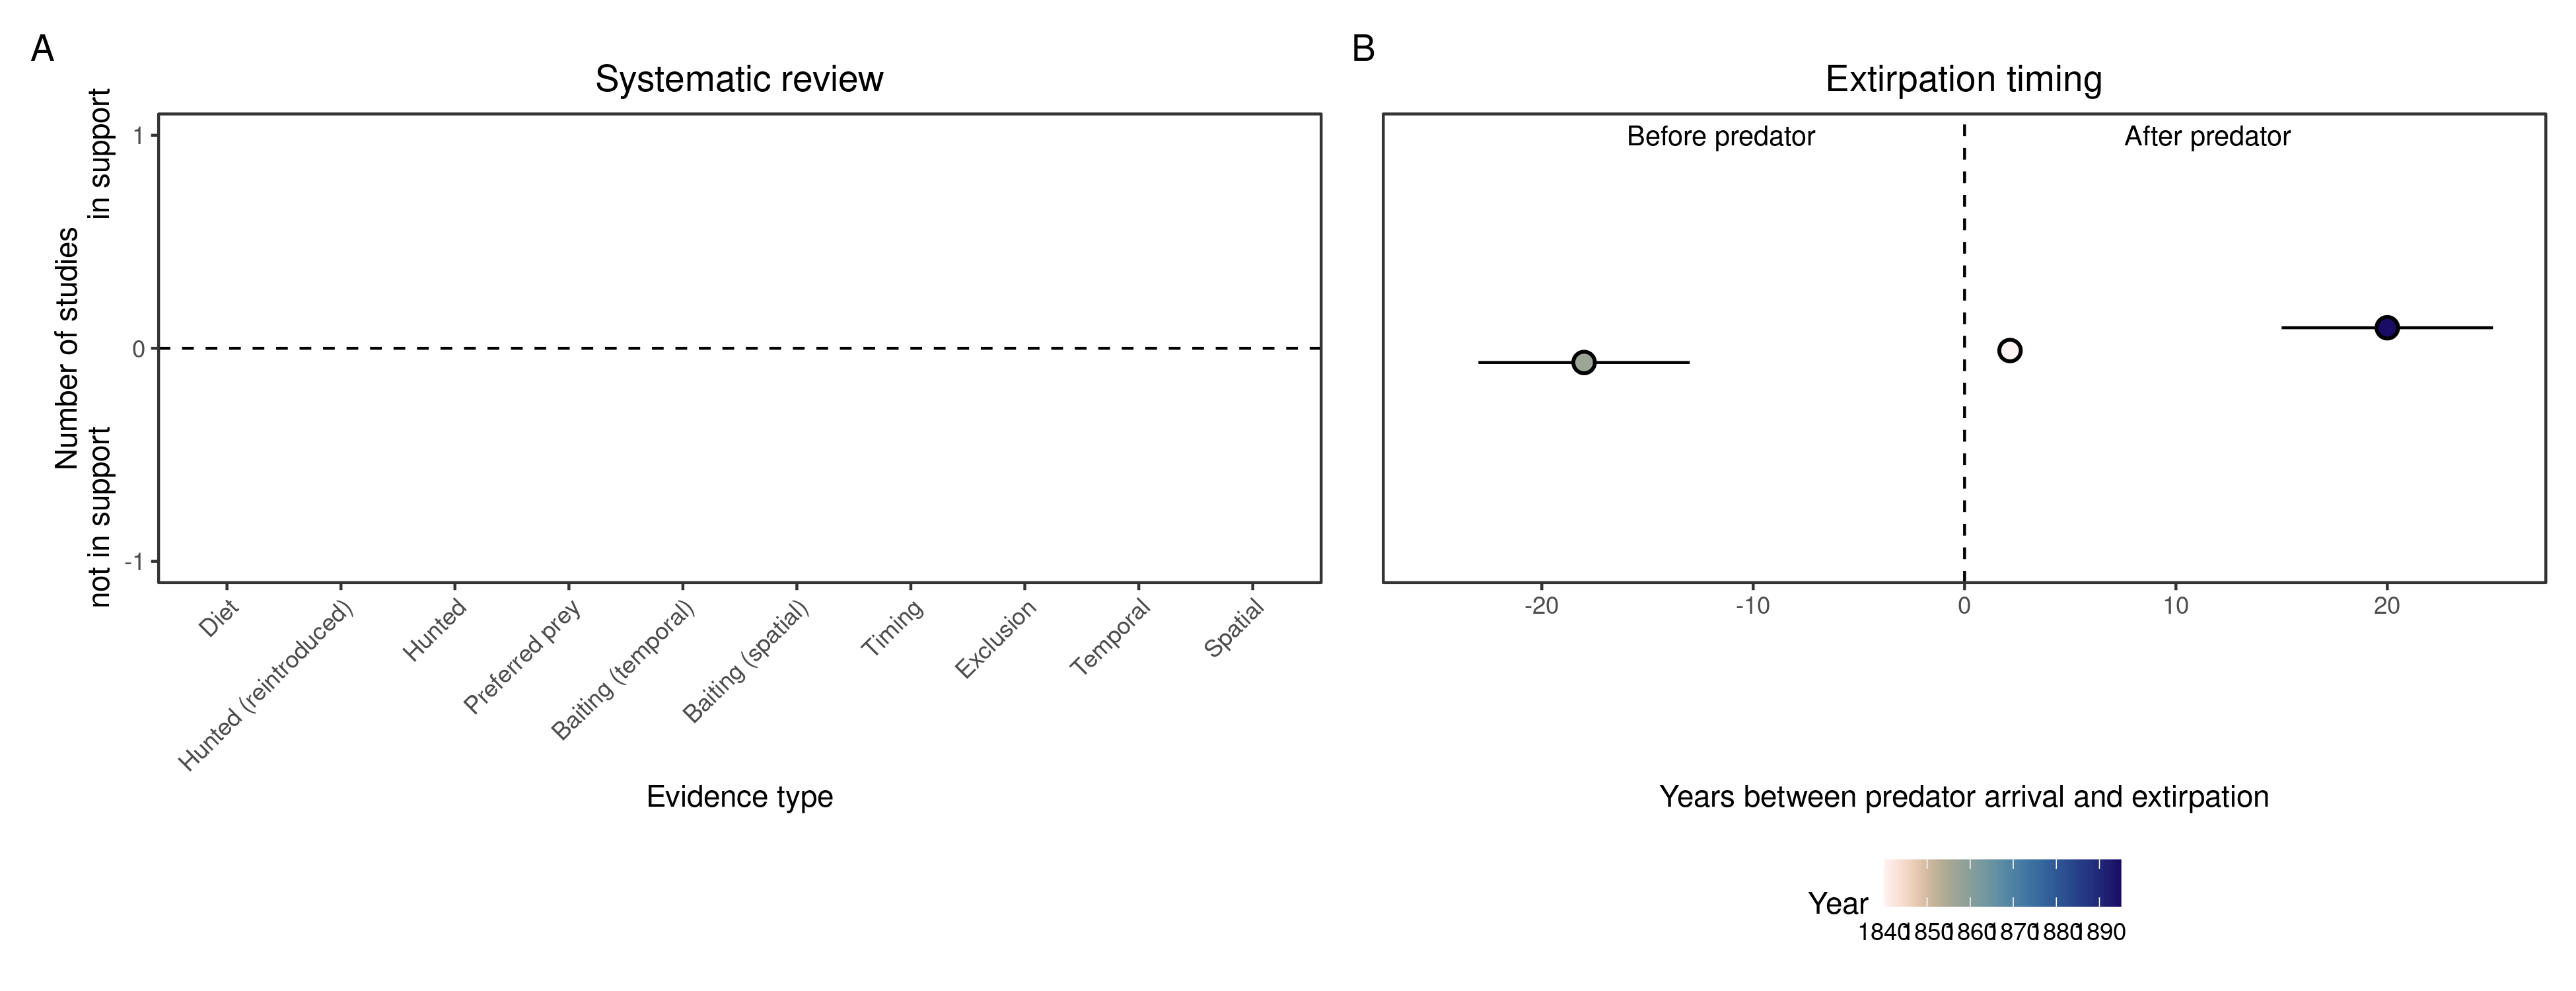 A
Systematic review
Number of studies
not in support
in support
1
0
-1
Diet
Hunted (reintroduced)
Hunted
Preferred prey
Baiting (temporal)
Baiting (spatial)
Timing
Exclusion
Temporal
Spatial
Evidence type
B
Extirpation timing
Before predator
After predator
-20
-10
0
10
20
Years between predator arrival and extirpation
Year
1840 1850 1860 1870 1880 1890